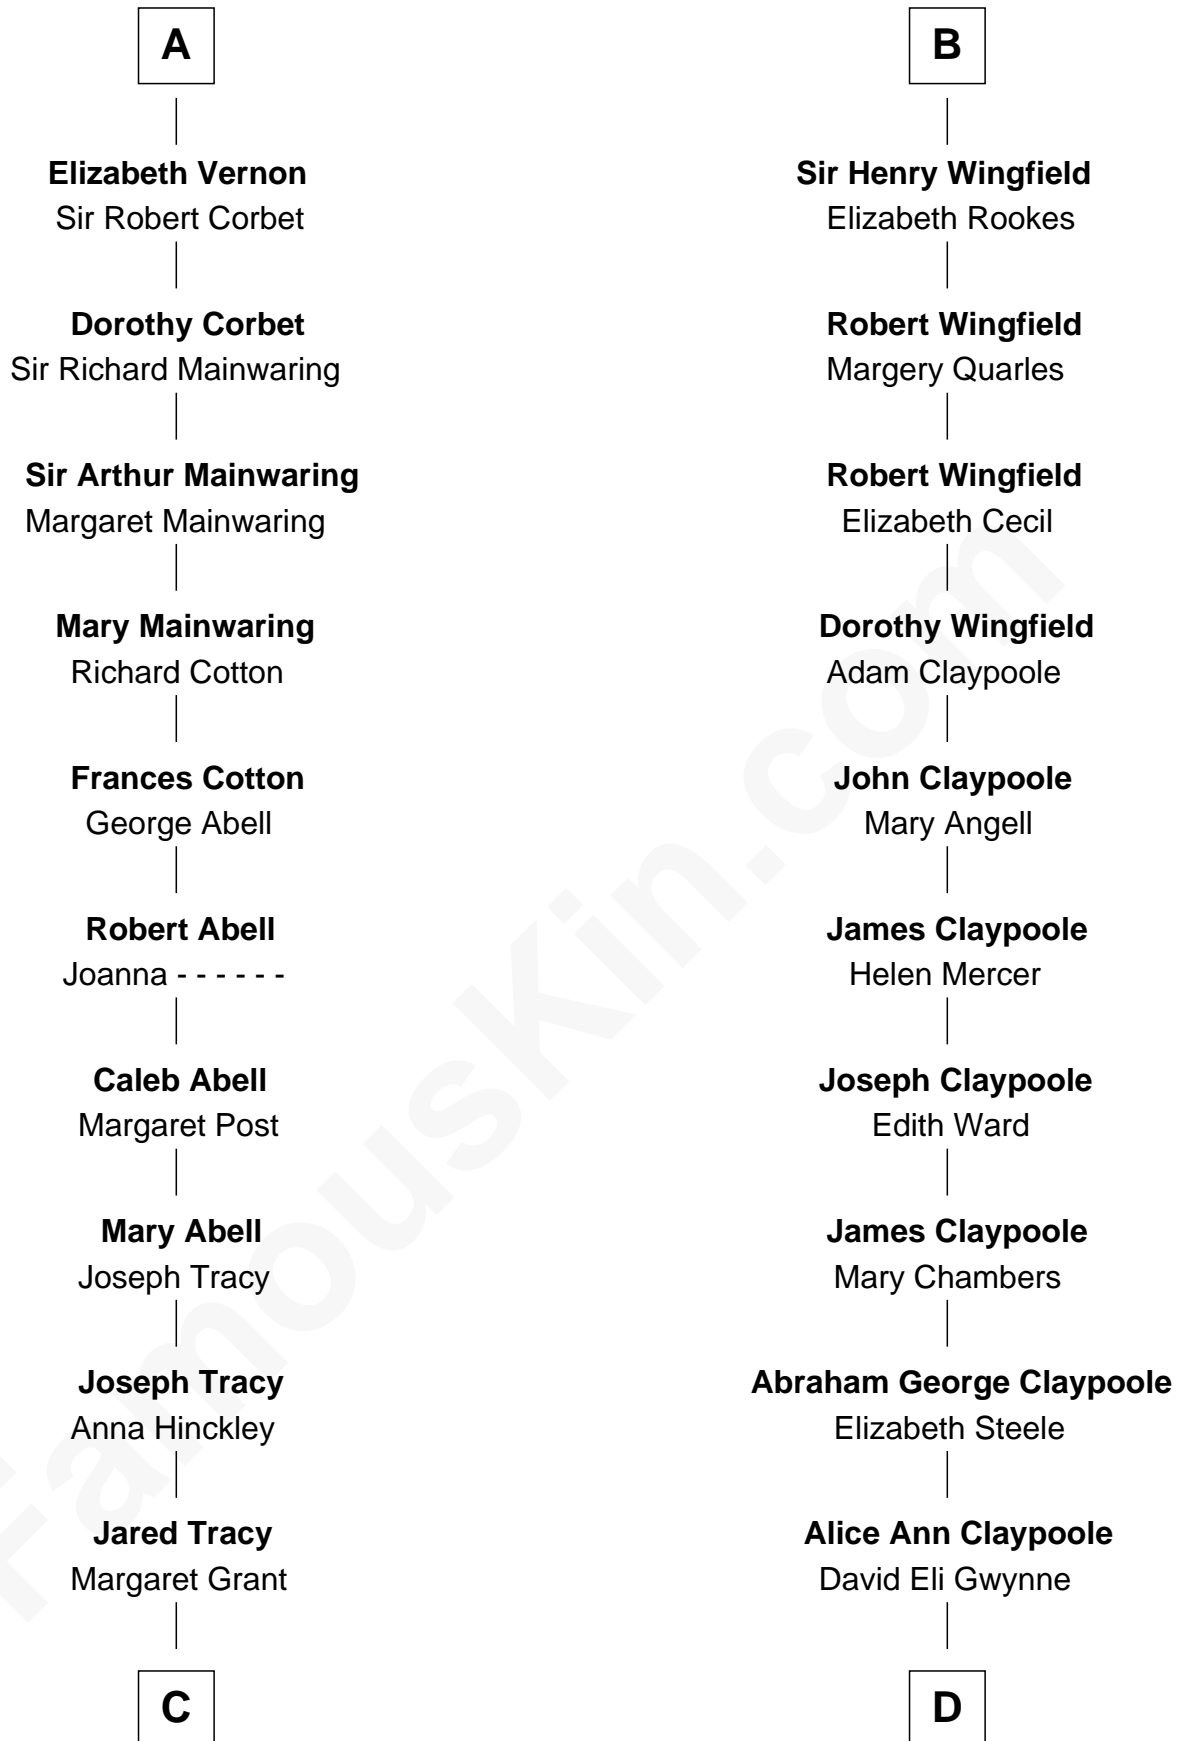 A
Elizabeth Vernon
Sir Robert Corbet
Dorothy Corbet
Sir Richard Mainwaring
Sir Arthur Mainwaring
Margaret Mainwaring
Mary Mainwaring
Richard Cotton
Frances Cotton
George Abell
Robert Abell
Joanna - - - - - -
Caleb Abell
Margaret Post
Mary Abell
Joseph Tracy
Joseph Tracy
Anna Hinckley
Jared Tracy
Margaret Grant
C
B
Sir Henry Wingfield
Elizabeth Rookes
Robert Wingfield
Margery Quarles
Robert Wingfield
Elizabeth Cecil
Dorothy Wingfield
Adam Claypoole
John Claypoole
Mary Angell
James Claypoole
Helen Mercer
Joseph Claypoole
Edith Ward
James Claypoole
Mary Chambers
Abraham George Claypoole
Elizabeth Steele
Alice Ann Claypoole
David Eli Gwynne
D
FamousKin.com